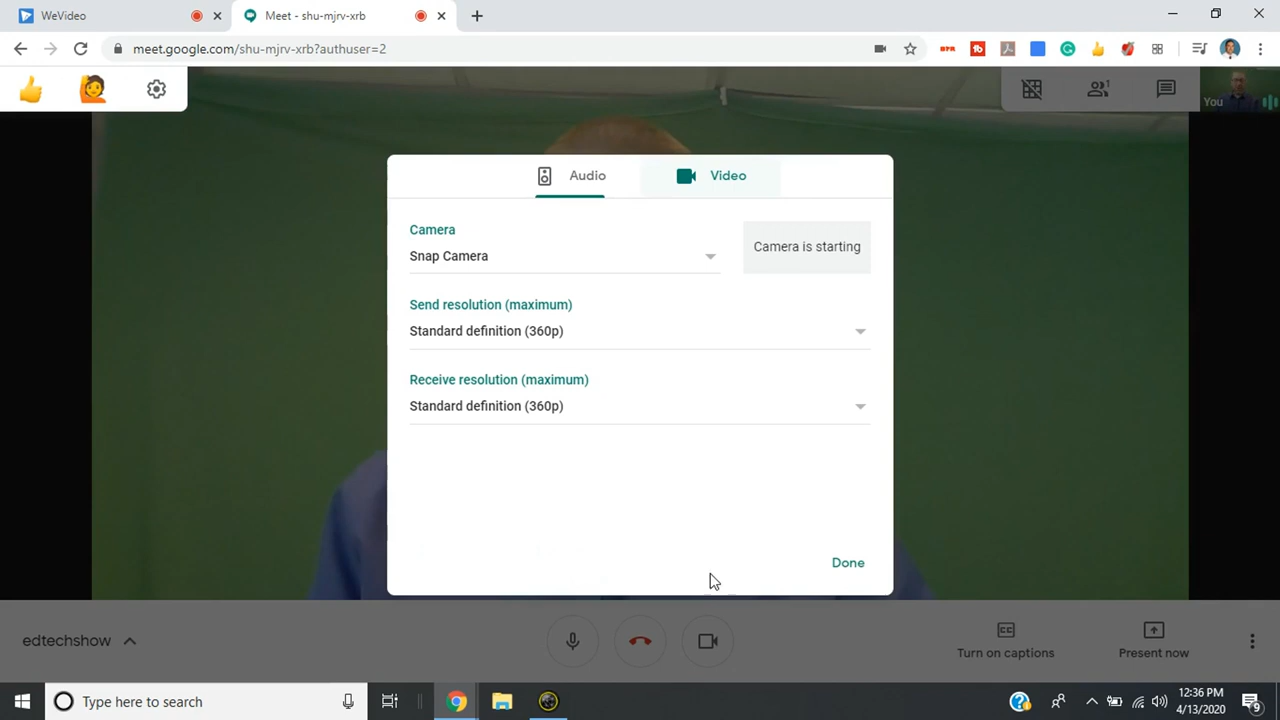 WeVideo
Meet - shu-mjrv-xrb
meet.google.com/shu-mjrv-xrb?authuser=2
You
Audio
Video
Camera
Snap Camera
Camera is starting
Send resolution (maximum)
Standard definition (360p)
Receive resolution (maximum)
Standard definition (360p)
Done
edtechshow
Turn on captions
Present now
Type here to search
12:36 PM
4/13/2020